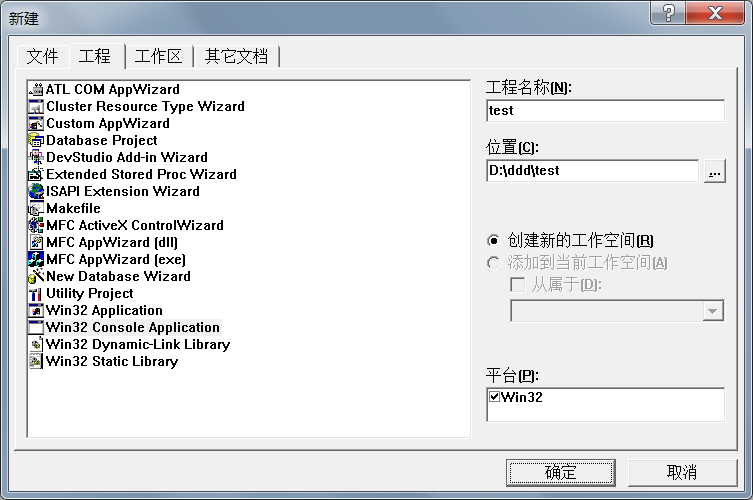 新建
文件 工程 工作区 其它文档
ATL COM AppWizard
Cluster Resource Type Wizard
Custom AppWizard
Database Project
DevStudio Add-in Wizard
Extended Stored Proc Wizard
ISAPI Extension Wizard
Makefile
MFC ActiveX ControlWizard
MFC AppWizard (dll)
MFC AppWizard (exe)
New Database Wizard
Utility Project
Win32 Application
Win32 Console Application
Win32 Dynamic-Link Library
Win32 Static Library
工程名称(N):
test
位置(C):
D:\ddd\test
...
创建新的工作空间(R)
添加到当前工作空间(A)
从属于(D):
平台(P):
Win32
确定 取消